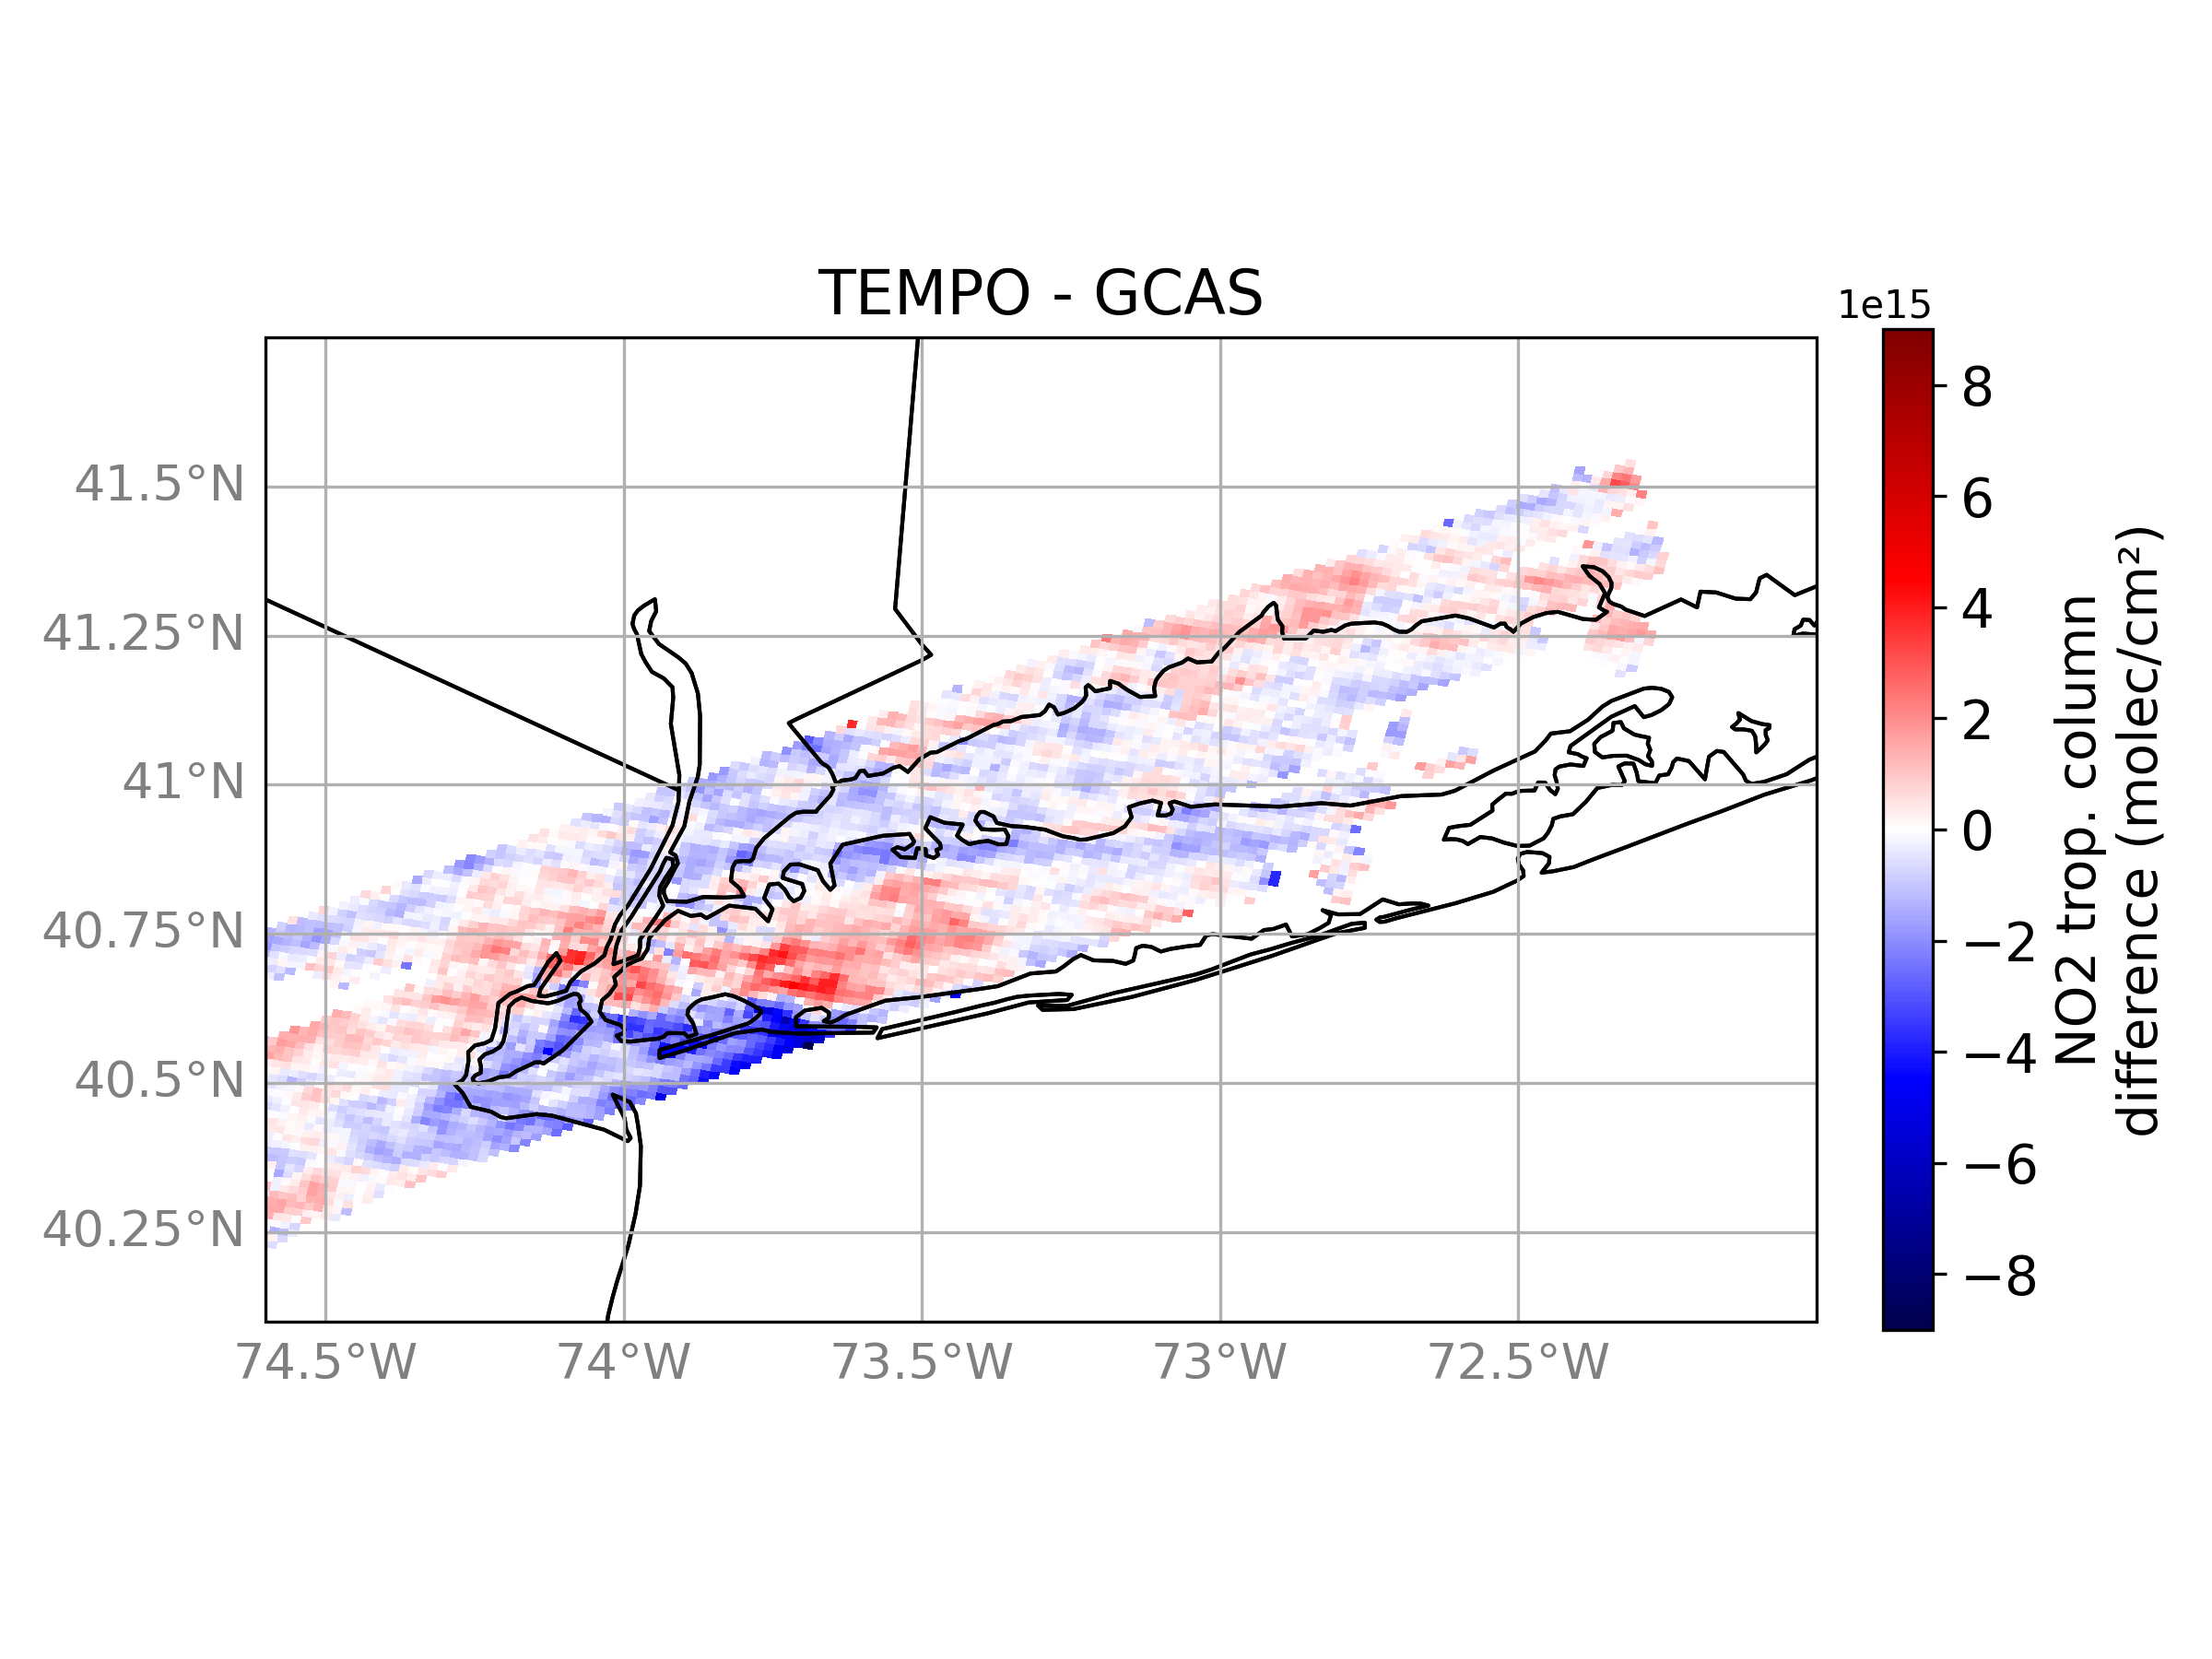 TEMPO - GCAS
1e15
41.5°N
41.25°N
41°N
40.75°N
40.5°N
40.25°N
74.5°W
74°W
73.5°W
73°W
72.5°W
8
6
4
2
0
−2
−4
−6
−8
NO2 trop. column
difference (molec/cm²)